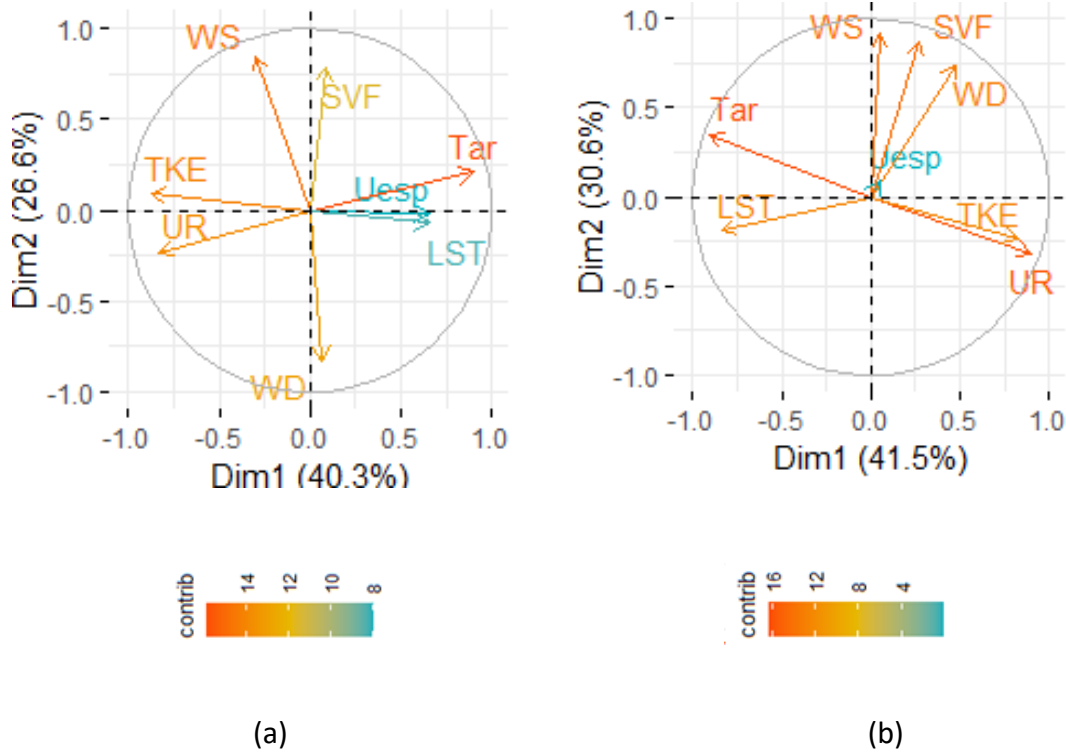 WS
SVF
Tar
TKE
Uesp
UR
LST
WD
1.0
0.5
0.0
-0.5
-1.0
Dim2 (26.6%)
-1.0
-0.5
0.0
0.5
1.0
Dim1 (40.3%)
contrib
14
12
10
8
(a)
WS
SVF
WD
Tar
Uesp
LST
TKE
UR
1.0
0.5
0.0
-0.5
-1.0
Dim2 (30.6%)
-1.0
-0.5
0.0
0.5
1.0
Dim1 (41.5%)
contrib
16
12
8
4
(b)